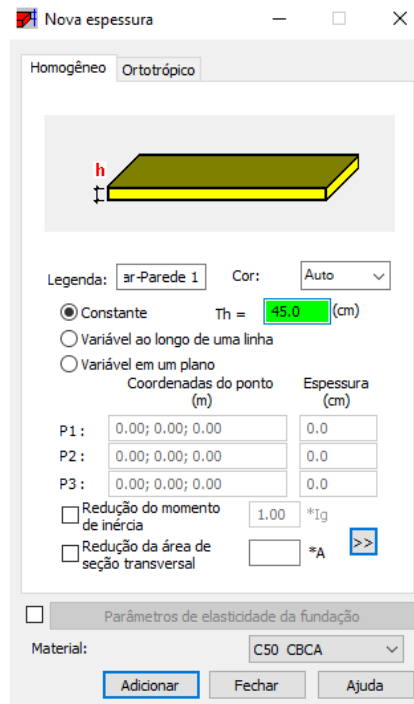 Nova espessura
Homogêneo Ortotrópico
h
Legenda: ar-Parede 1 Cor: Auto
Constante Th = 45.0 (cm)
Variável ao longo de uma linha
Variável em um plano
Coordenadas do ponto Espessura
(m) (cm)
P1 : 0.00; 0.00; 0.00 0.0
P2 : 0.00; 0.00; 0.00 0.0
P3 : 0.00; 0.00; 0.00 0.0
Redução do momento
de inércia 1.00 *Ig
Redução da área de
seção transversal *A >>
Parâmetros de elasticidade da fundação
Material: C50 CBCA
Adicionar Fechar Ajuda